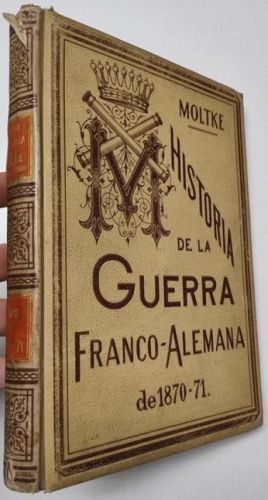 MOLTKE
M
HISTORIA
DE LA
GUERRA
FRANCO-ALEMANA
de 1870-71.